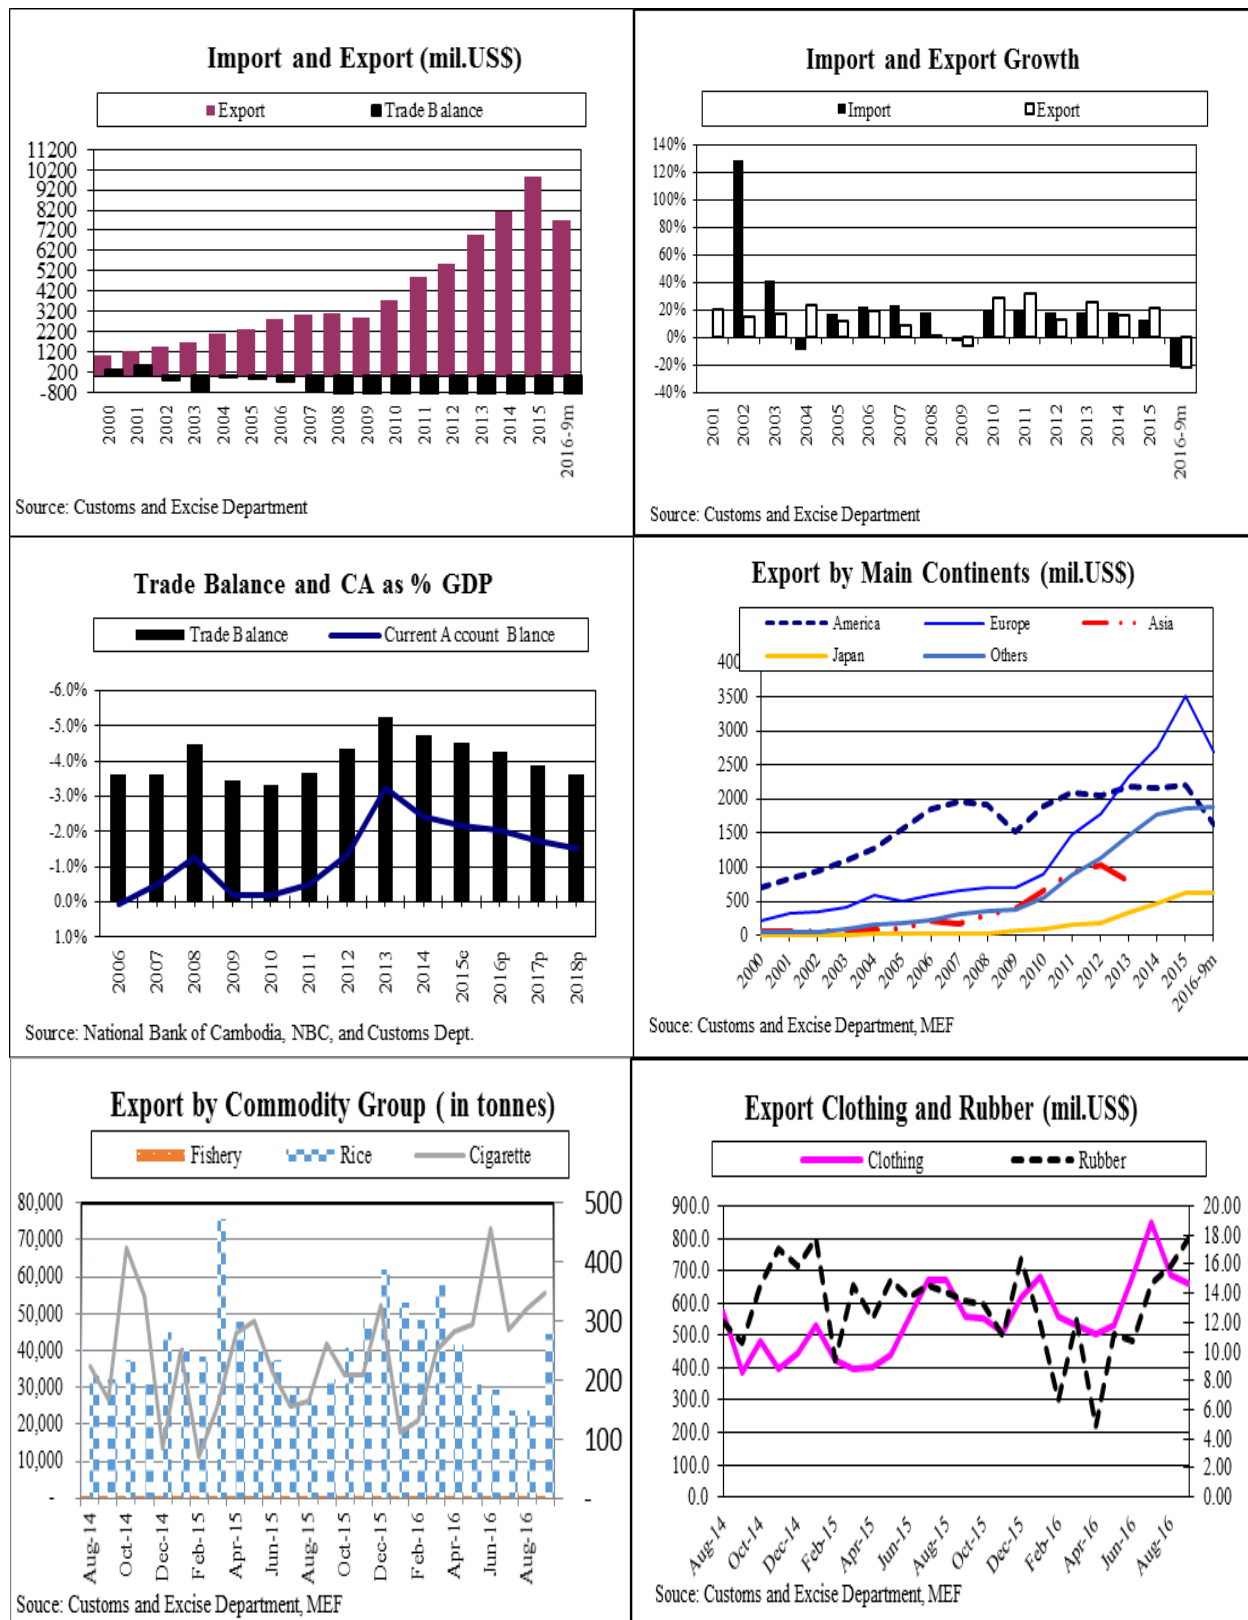 Import and Export (mil.US$)
Export Trade Balance
11200
10200
9200
8200
7200
6200
5200
4200
3200
2200
1200
200
-800
2000 2001 2002 2003 2004 2005 2006 2007 2008 2009 2010 2011 2012 2013 2014 2015 2016-9m
Source: Customs and Excise Department
Import and Export Growth
Import Export
140%
120%
100%
80%
60%
40%
20%
0%
-20%
-40%
2001 2002 2003 2004 2005 2006 2007 2008 2009 2010 2011 2012 2013 2014 2015 2016-9m
Source: Customs and Excise Department
Trade Balance and CA as % GDP
Trade Balance Current Account Blance
-6.0%
-5.0%
-4.0%
-3.0%
-2.0%
-1.0%
0.0%
1.0%
2006 2007 2008 2009 2010 2011 2012 2013 2014 2015e 2016p 2017p 2018p
Source: National Bank of Cambodia, NBC, and Customs Dept.
Export by Main Continents (mil.US$)
America Europe Asia
Japan Others
400
3500
3000
2500
2000
1500
1000
500
0
2000 2001 2002 2003 2004 2005 2006 2007 2008 2009 2010 2011 2012 2013 2014 2015 2016-9m
Souce: Customs and Excise Department, MEF
Export by Commodity Group ( in tonnes)
Fishery Rice Cigarette
80,000 500
70,000
60,000 400
50,000
40,000 300
30,000 200
20,000
10,000 100
- -
Aug-14 Oct-14 Dec-14 Feb-15 Apr-15 Jun-15 Aug-15 Oct-15 Dec-15 Feb-16 Apr-16 Jun-16 Aug-16
Souce: Customs and Excise Department, MEF
Export Clothing and Rubber (mil.US$)
Clothing Rubber
900.0 20.00
800.0 18.00
700.0 16.00
600.0 14.00
500.0 12.00
400.0 10.00
300.0 8.00
200.0 6.00
100.0 4.00
0.0 2.00
0.00
Aug-14 Oct-14 Dec-14 Feb-15 Apr-15 Jun-15 Aug-15 Oct-15 Dec-15 Feb-16 Apr-16 Jun-16 Aug-16
Souce: Customs and Excise Department, MEF